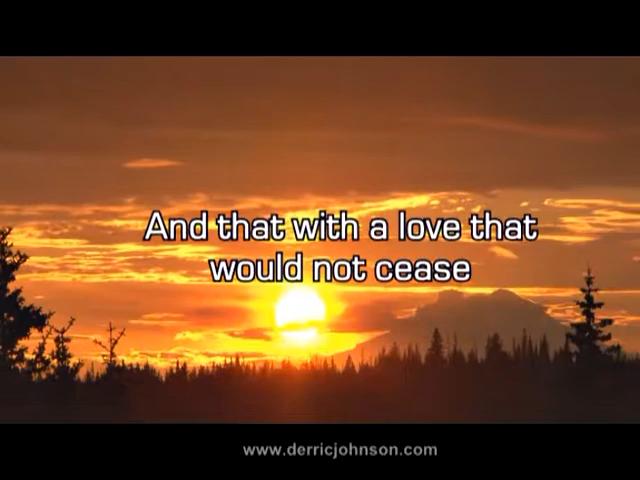 And that with a love that
would not cease
www.derricjohnson.com